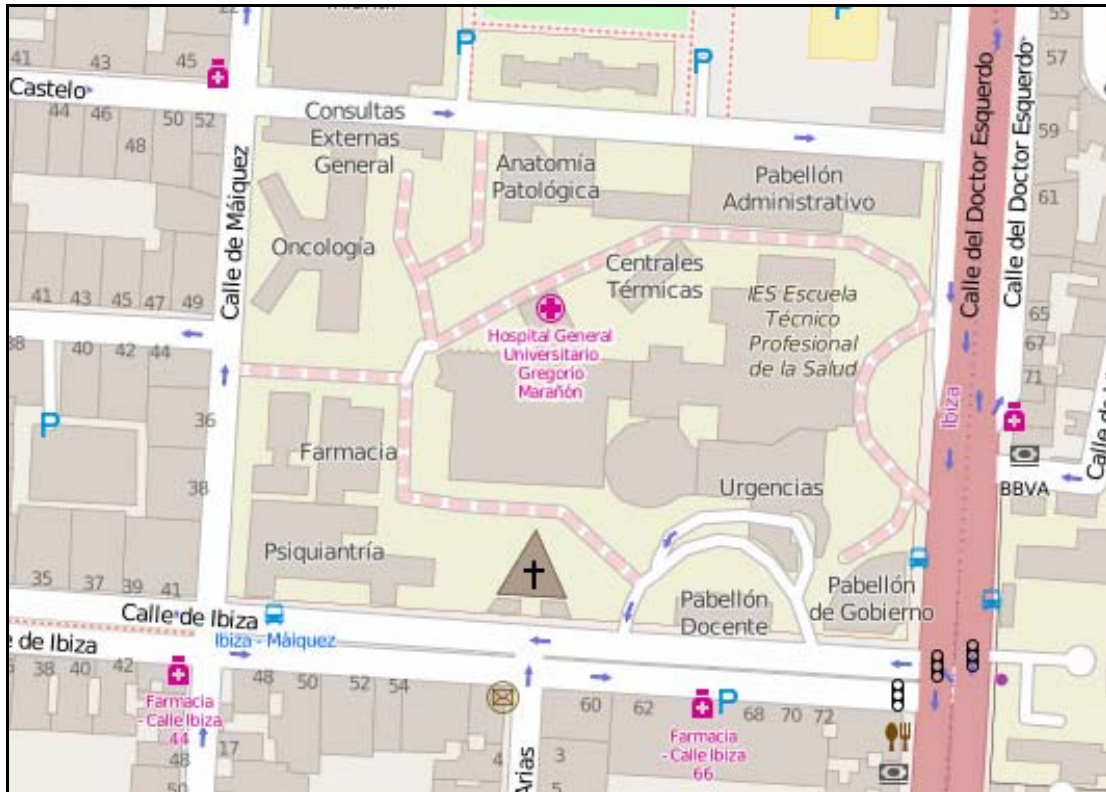 55
P
41
43
45
P
57
P
Castelo
44
46
48
50
52
59
Consultas
Externas
General
Anatomía
Patológica
Pabellón
Administrativo
61
Calle de Máiquez
Calle del Doctor Esquerdo
Calle del Doctor Esquerdo
Oncología
Centrales
Térmicas
IES Escuela
Técnico
Profesional
de la Salud
Hospital General
Universitario
Gregorio
Marañón
41
43
45
47
49
65
67
71
40
42
44
P
36
38
Ibiza
Farmacia
Urgencias
BBVA
Calle de
Psiquiantría
35
37
39
41
Calle de Ibiza
Ibiza - Máiquez
Pabellón
Docente
Pabellón
de Gobierno
e de Ibiza
38
40
42
48
50
52
54
60
62
P
68
70
72
Farmacia
- Calle Ibiza
44
Farmacia
- Calle Ibiza
66
17
48
50
4
Arias
3
5